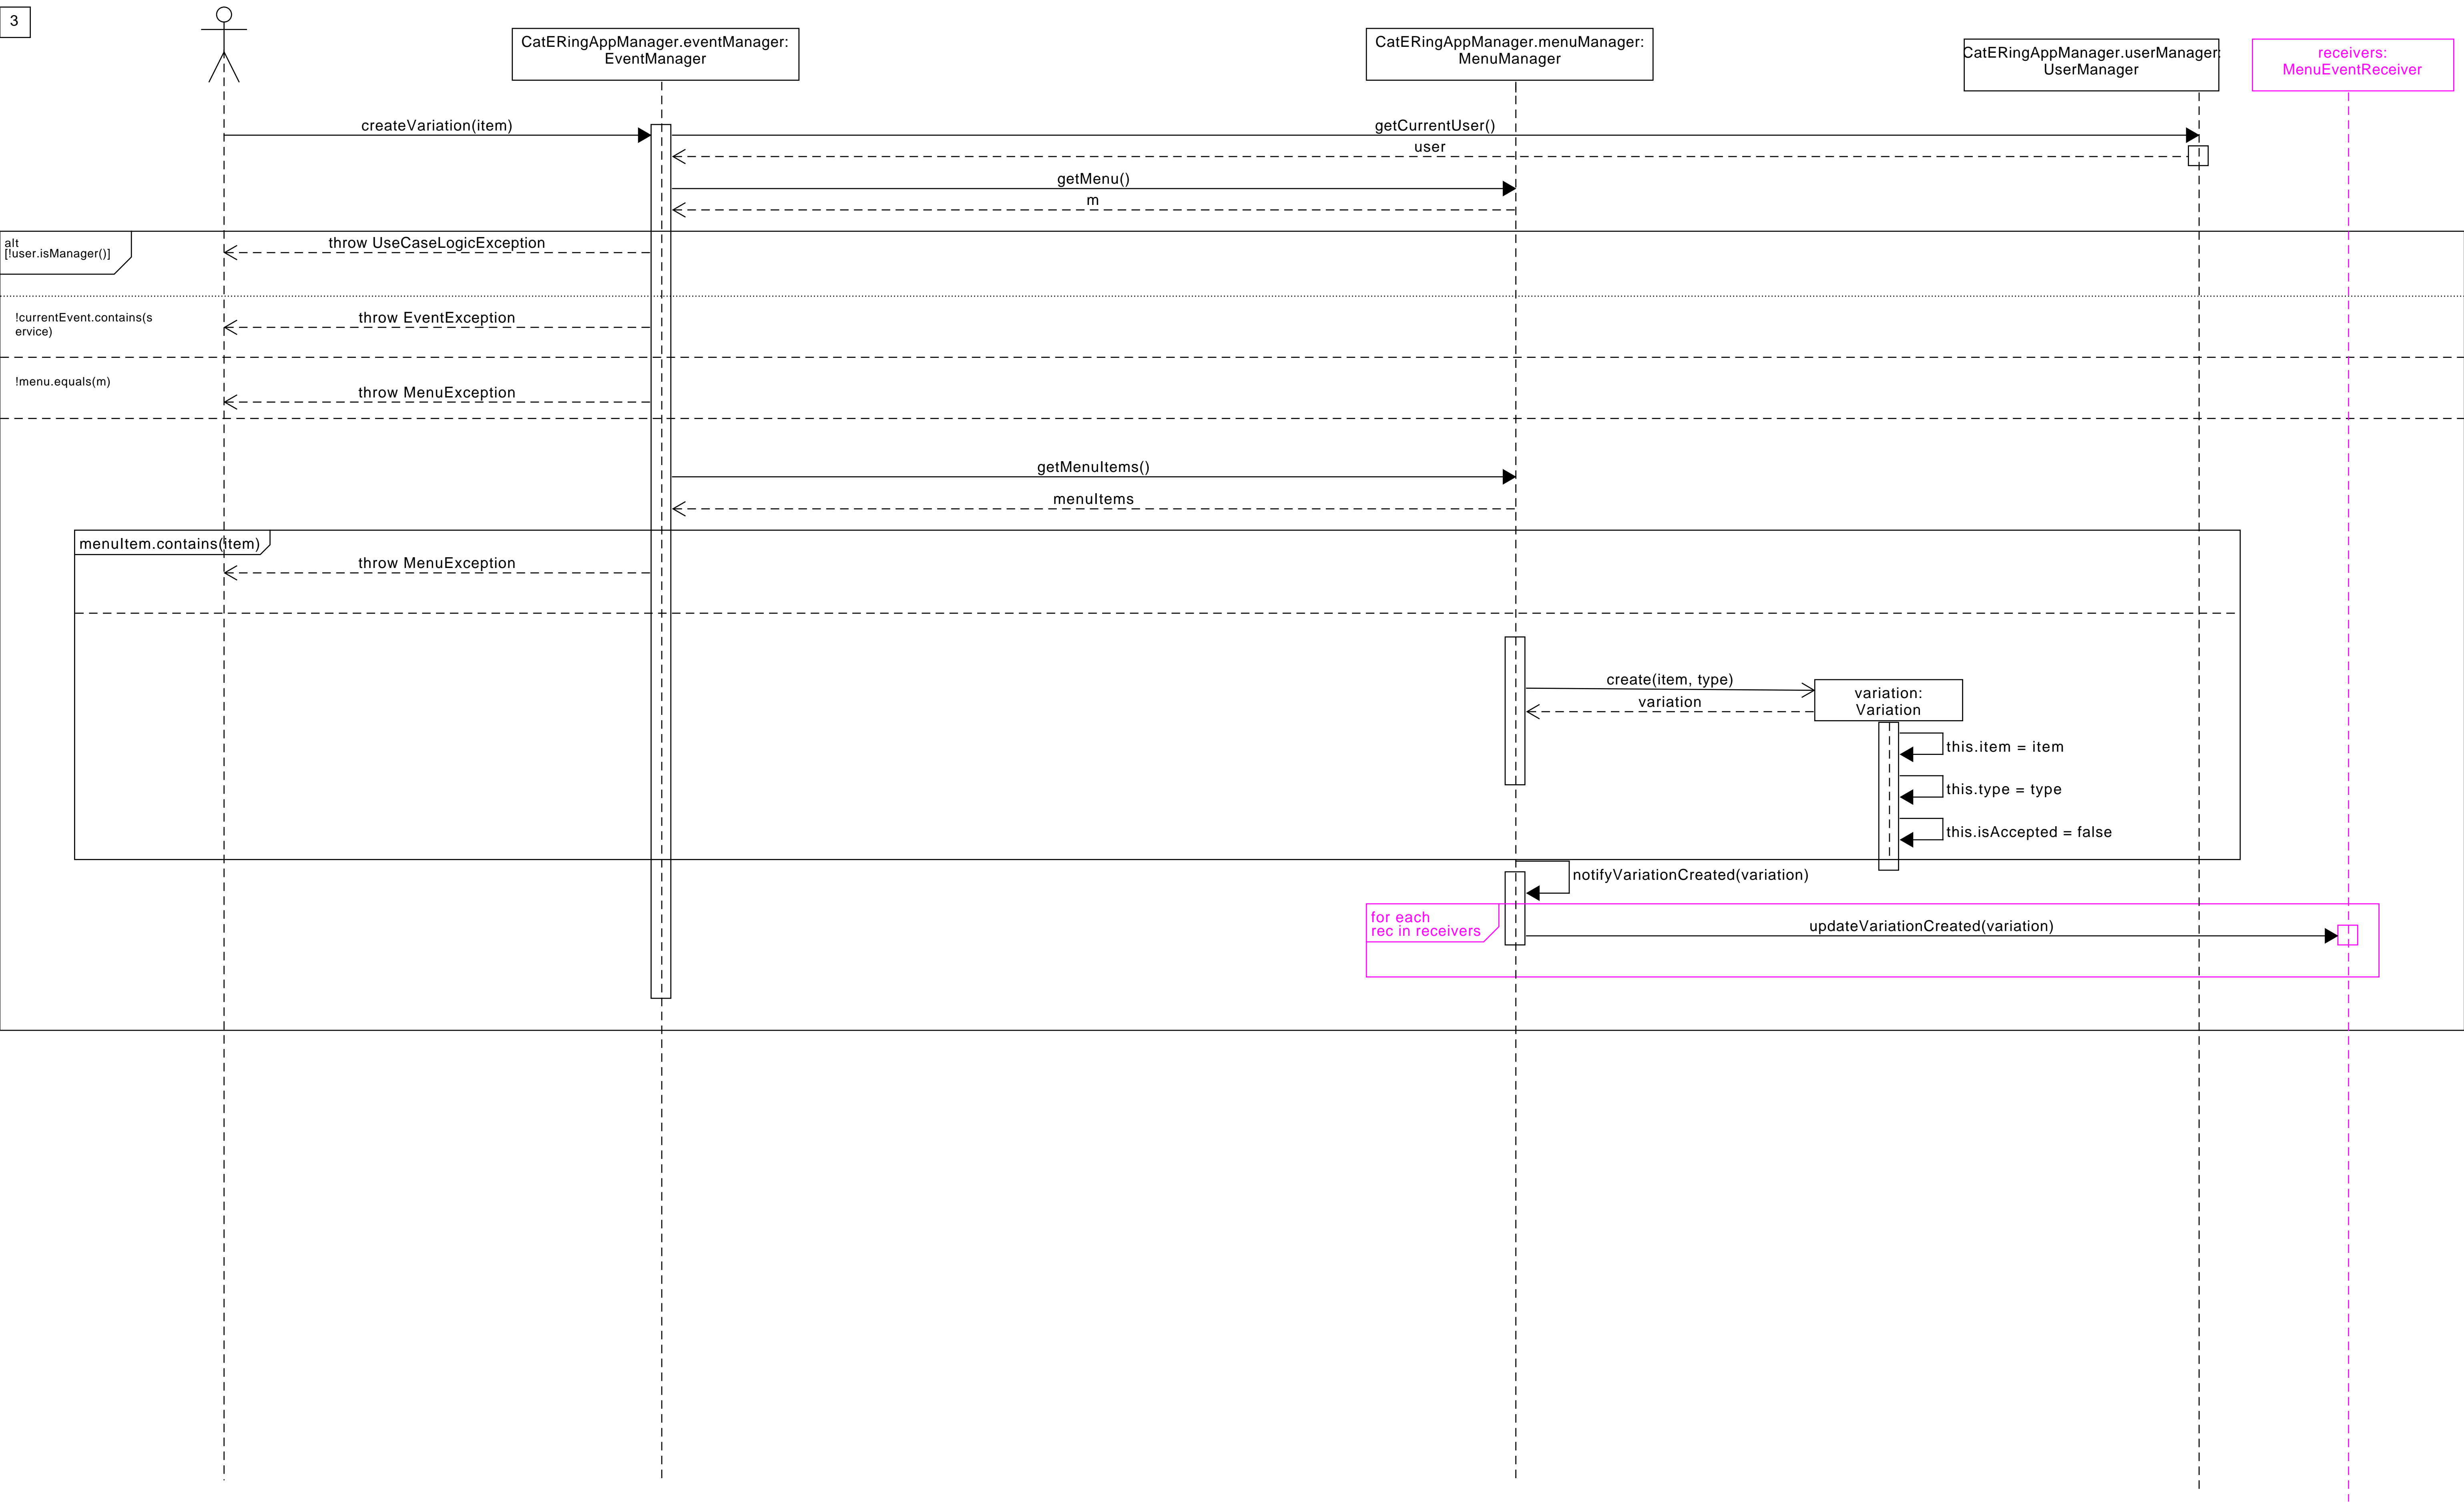 3
CatERingAppManager.eventManager:
EventManager
CatERingAppManager.menuManager:
MenuManager
CatERingAppManager.userManager:
UserManager
receivers:
MenuEventReceiver
createVariation(item)
getCurrentUser()
user
getMenu()
m
alt
[!user.isManager()]
throw UseCaseLogicException
!currentEvent.contains(s
ervice)
throw EventException
!menu.equals(m)
throw MenuException
getMenuItems()
menuItems
menuItem.contains(item)
throw MenuException
create(item, type)
variation
variation:
Variation
this.item = item
this.type = type
this.isAccepted = false
notifyVariationCreated(variation)
for each
rec in receivers
updateVariationCreated(variation)